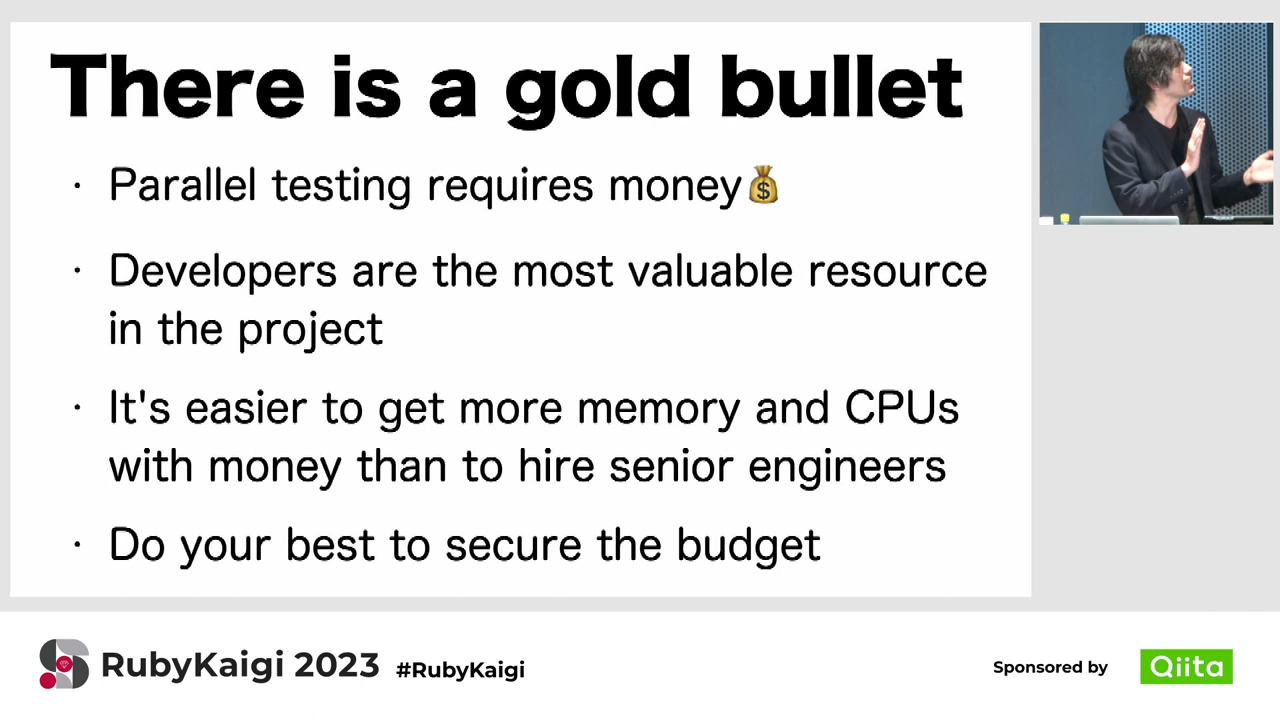 There is a gold bullet
・ Parallel testing requires money💰
・ Developers are the most valuable resource
in the project
・ It's easier to get more memory and CPUs
with money than to hire senior engineers
・ Do your best to secure the budget
RubyKaigi 2023 #RubyKaigi
Sponsored by Qiita